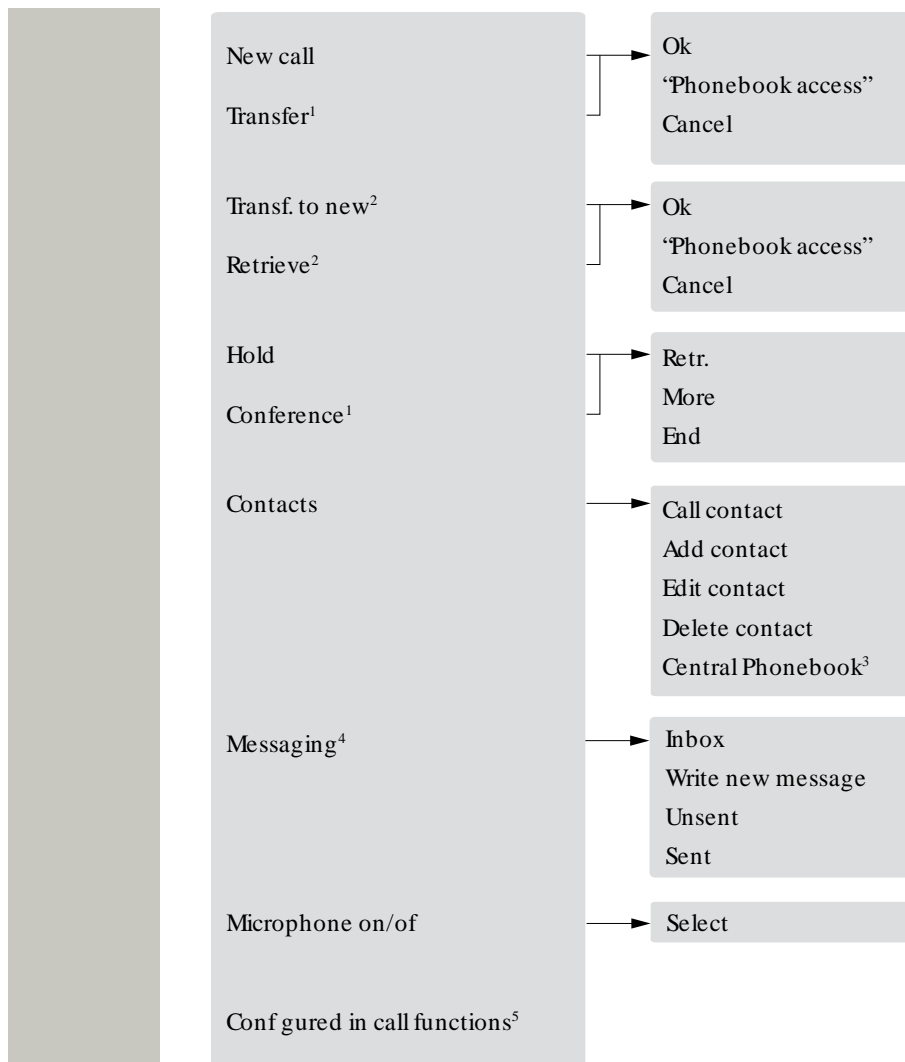 New call
Transfer¹
Ok
“Phonebook access”
Cancel
Transf. to new²
Retrieve²
Ok
“Phonebook access”
Cancel
Hold
Conference¹
Retr.
More
End
Contacts
Call contact
Add contact
Edit contact
Delete contact
Central Phonebook³
Messaging⁴
Inbox
Write new message
Unsent
Sent
Microphone on/of
Select
Conf gured in call functions⁵